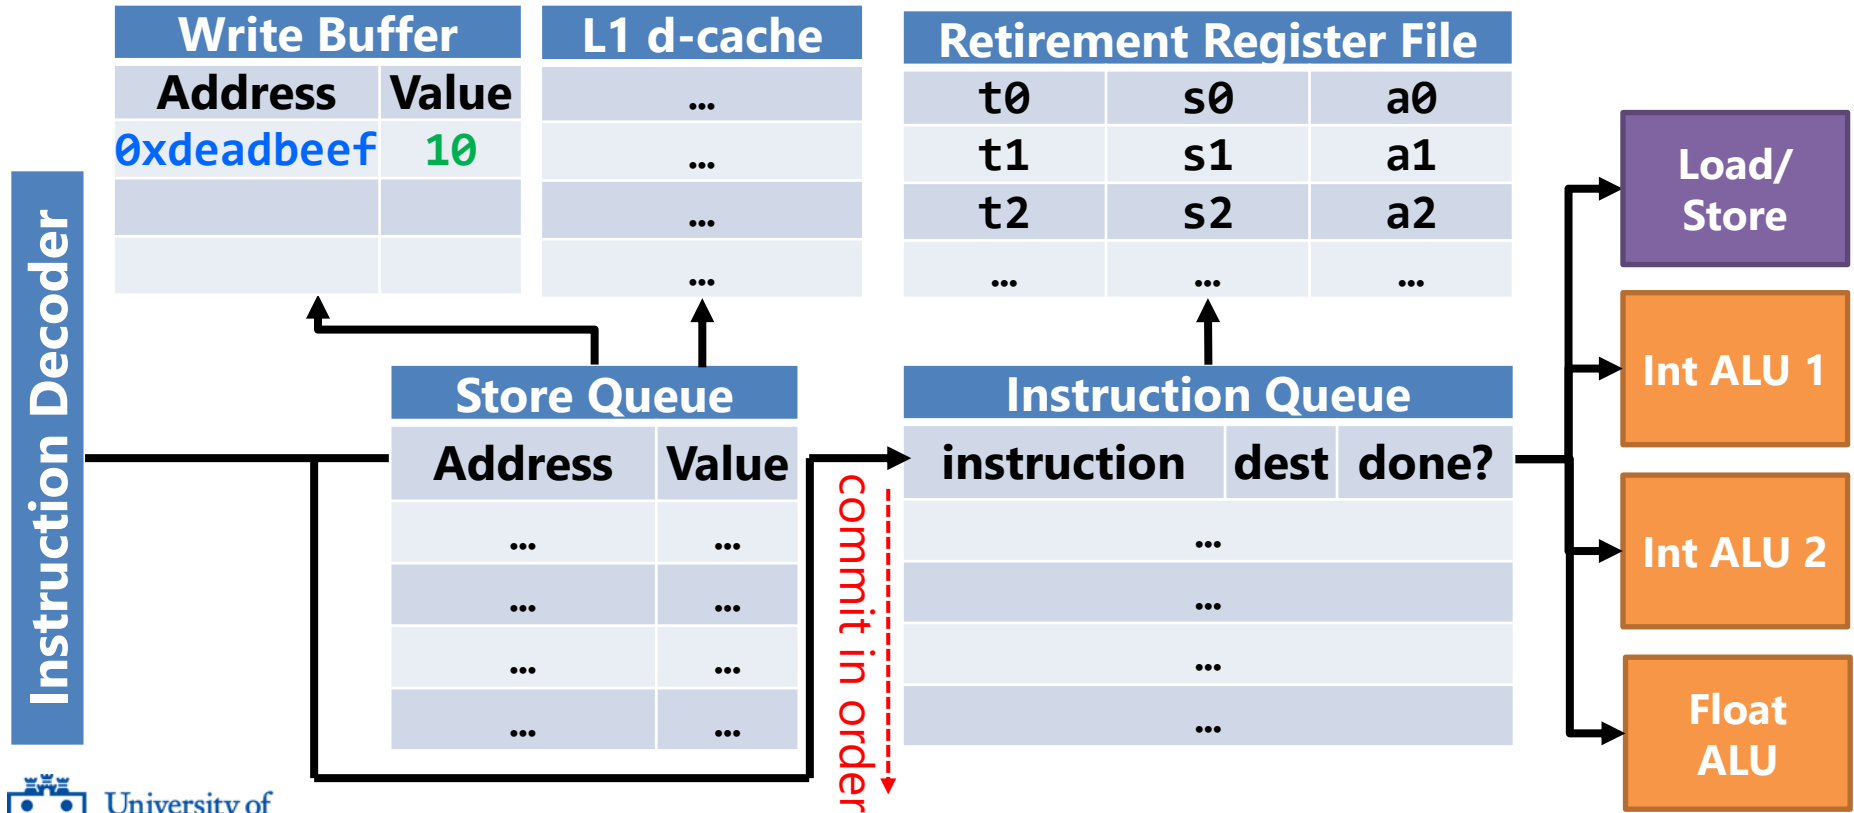 Write Buffer
Address Value
0xdeadbeef 10
L1 d-cache
...
...
...
...
Retirement Register File
t0 s0 a0
t1 s1 a1
t2 s2 a2
... ... ...
Load/
Store
Int ALU 1
Int ALU 2
Float
ALU
Instruction Decoder
Store Queue
Address Value
... ...
... ...
... ...
... ...
commit in order
Instruction Queue
instruction dest done?
...
...
...
...
University of